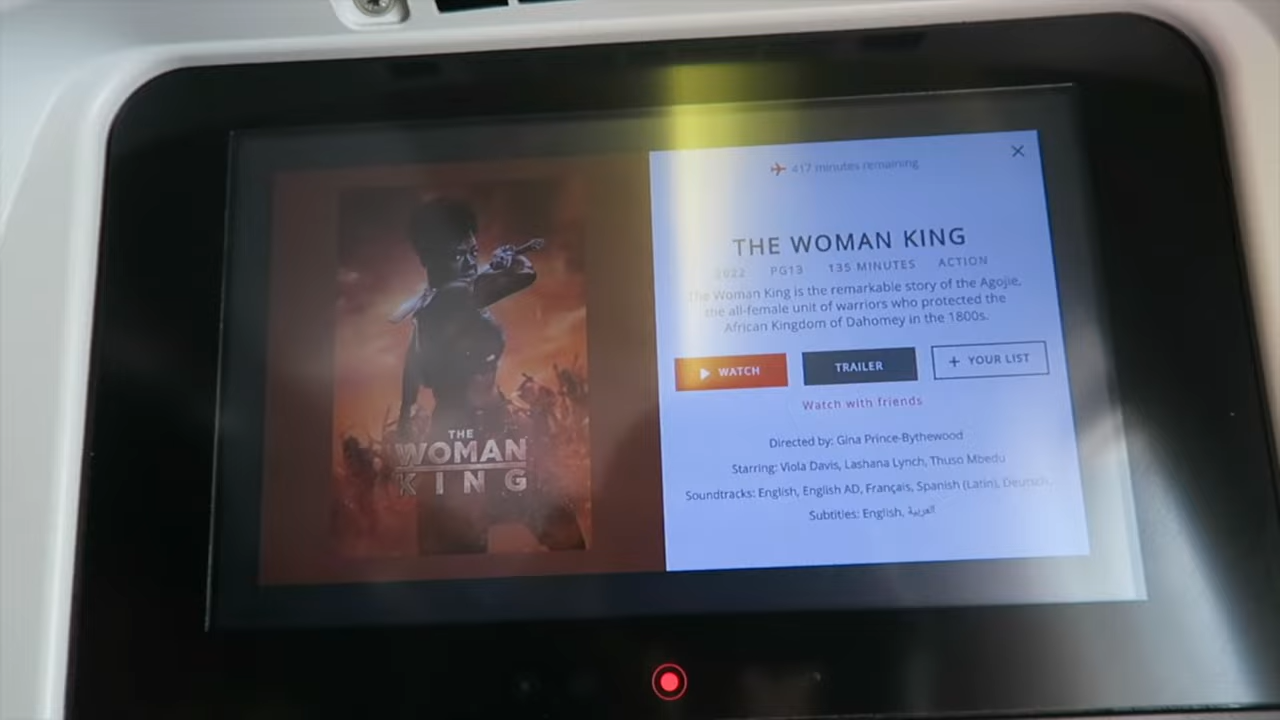 417 minutes remaining
THE WOMAN KING
2022 PG13 135 MINUTES ACTION
The Woman King is the remarkable story of the Agojie,
the all-female unit of warriors who protected the
African Kingdom of Dahomey in the 1800s.
WATCH
TRAILER
+ YOUR LIST
Watch with friends
Directed by: Gina Prince-Bythewood
Starring: Viola Davis, Lashana Lynch, Thuso Mbedu
Soundtracks: English, English AD, Français, Spanish (Latin), Deutsch,
Subtitles: English, العربية
THE
WOMAN
KING